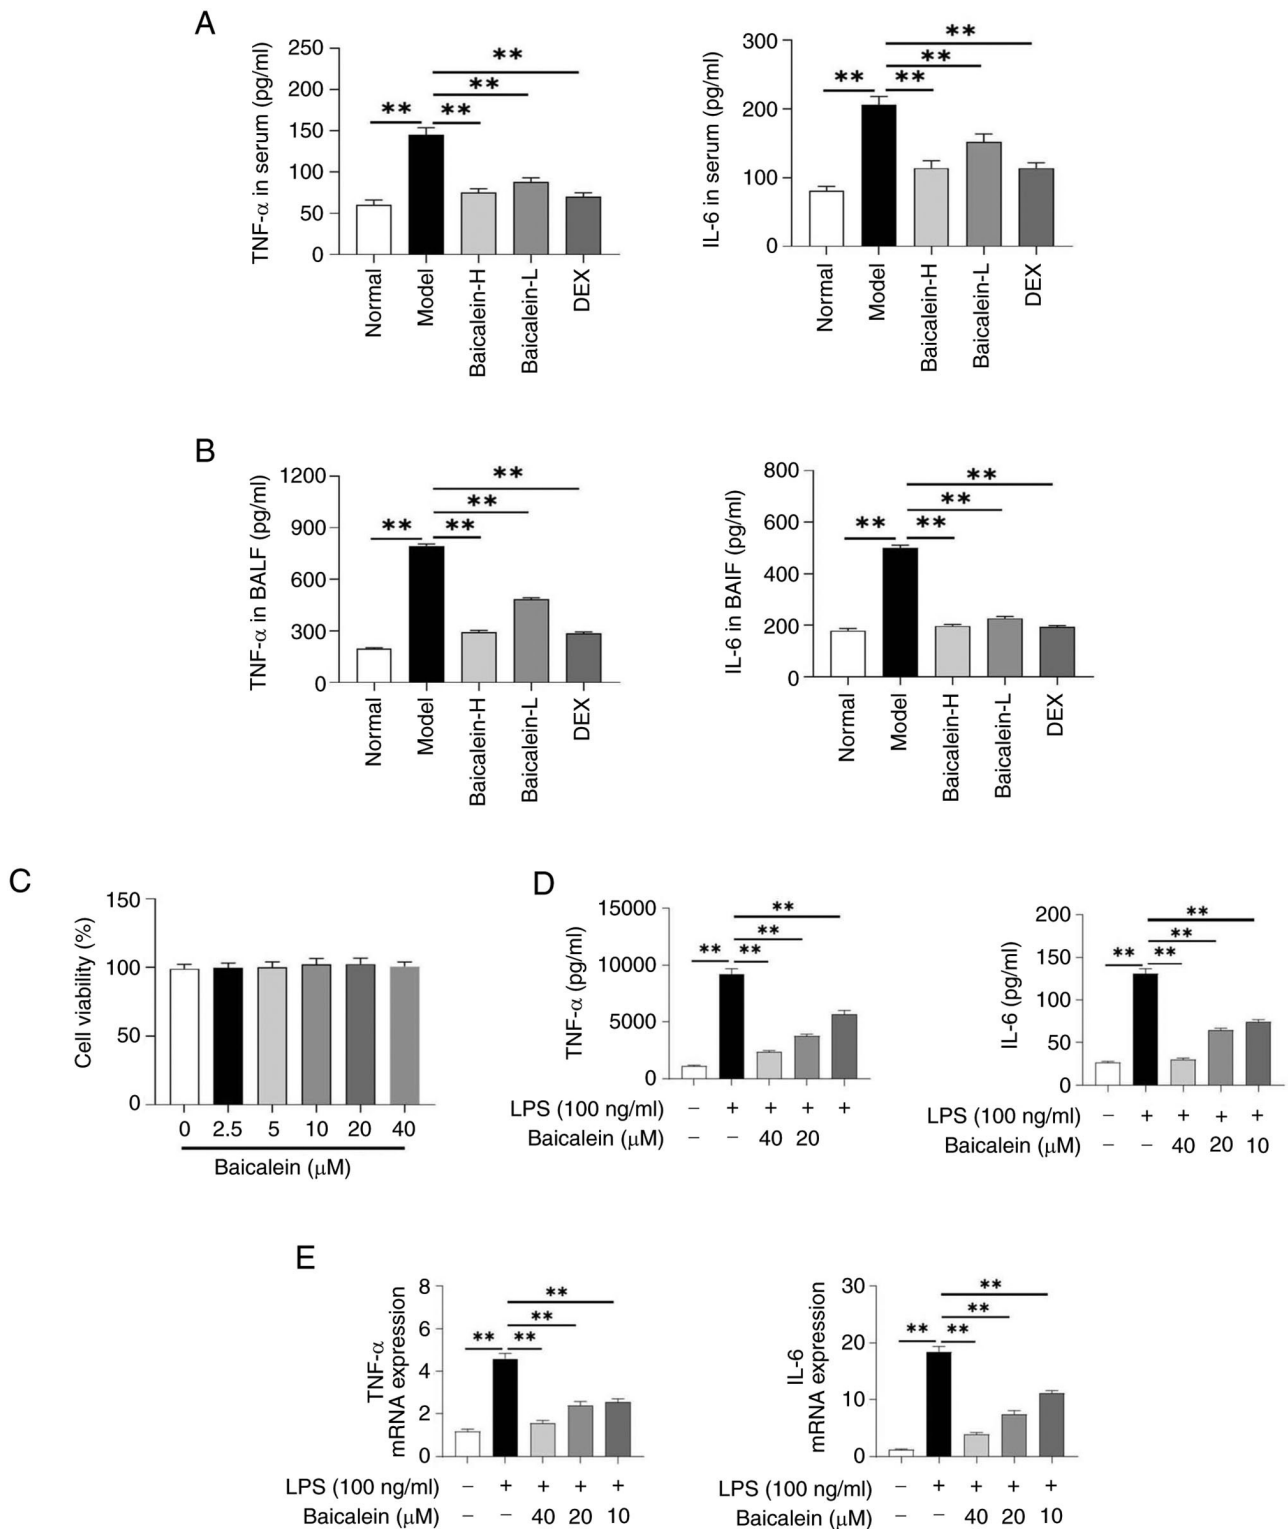 A
TNF-α in serum (pg/ml)
250
200
150
100
50
0
**
**
**
**
Normal
Model
Baicalein-H
Baicalein-L
DEX
IL-6 in serum (pg/ml)
300
200
100
0
**
**
**
**
Normal
Model
Baicalein-H
Baicalein-L
DEX
B
TNF-α in BALF (pg/ml)
1200
900
600
300
0
**
**
**
**
Normal
Model
Baicalein-H
Baicalein-L
DEX
IL-6 in BAIF (pg/ml)
800
600
400
200
0
**
**
**
**
Normal
Model
Baicalein-H
Baicalein-L
DEX
C
Cell viability (%)
150
100
50
0
0 2.5 5 10 20 40
Baicalein (μM)
D
TNF-α (pg/ml)
15000
10000
5000
0
**
**
**
**
LPS (100 ng/ml) − + + + +
Baicalein (μM) − − 40 20
IL-6 (pg/ml)
200
150
100
50
0
**
**
**
**
LPS (100 ng/ml) − + + + +
Baicalein (μM) − − 40 20 10
E
TNF-α
mRNA expression
8
6
4
2
0
**
**
**
**
LPS (100 ng/ml) − + + + +
Baicalein (μM) − − 40 20 10
IL-6
mRNA expression
30
20
10
0
**
**
**
**
LPS (100 ng/ml) − + + + +
Baicalein (μM) − − 40 20 10